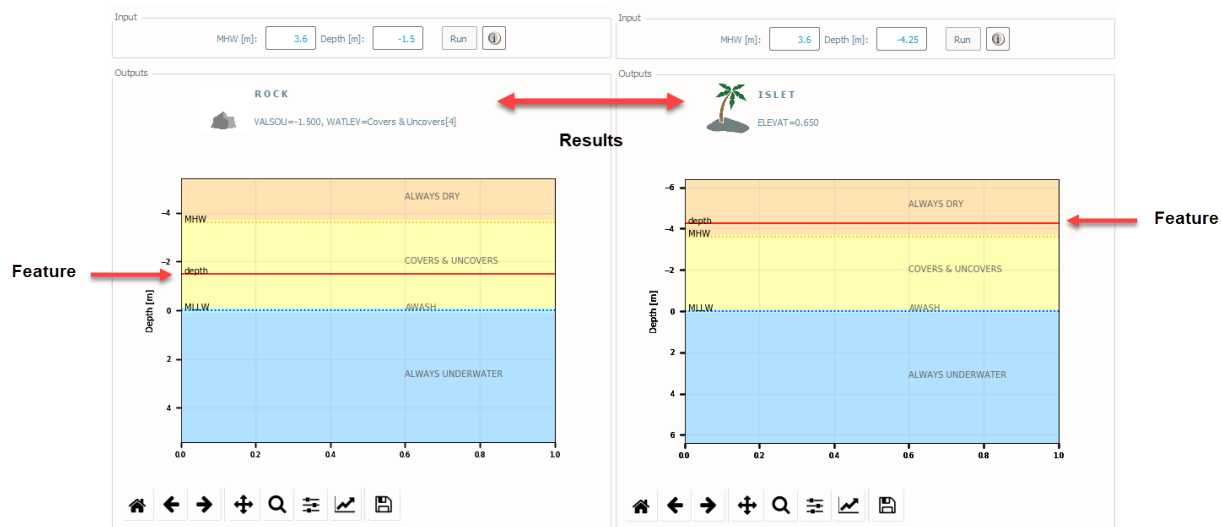 Input
MHW [m]: 3.6 Depth [m]: -1.5 Run
Outputs
ROCK
VALSOU=-1.500, WATLEV=Covers & Uncovers[4]
ALWAYS DRY
-4
MHW
-2
COVERS & UNCOVERS
depth
0
MLLW
AWASH
2
ALWAYS UNDERWATER
4
Depth [m]
0.0 0.2 0.4 0.6 0.8 1.0
Feature
Results
Input
MHW [m]: 3.6 Depth [m]: -4.25 Run
Outputs
ISLET
ELEVAT=0.650
-6
ALWAYS DRY
depth
-4
MHW
-2
COVERS & UNCOVERS
0
MLLW
AWASH
2
ALWAYS UNDERWATER
4
6
Depth [m]
0.0 0.2 0.4 0.6 0.8 1.0
Feature